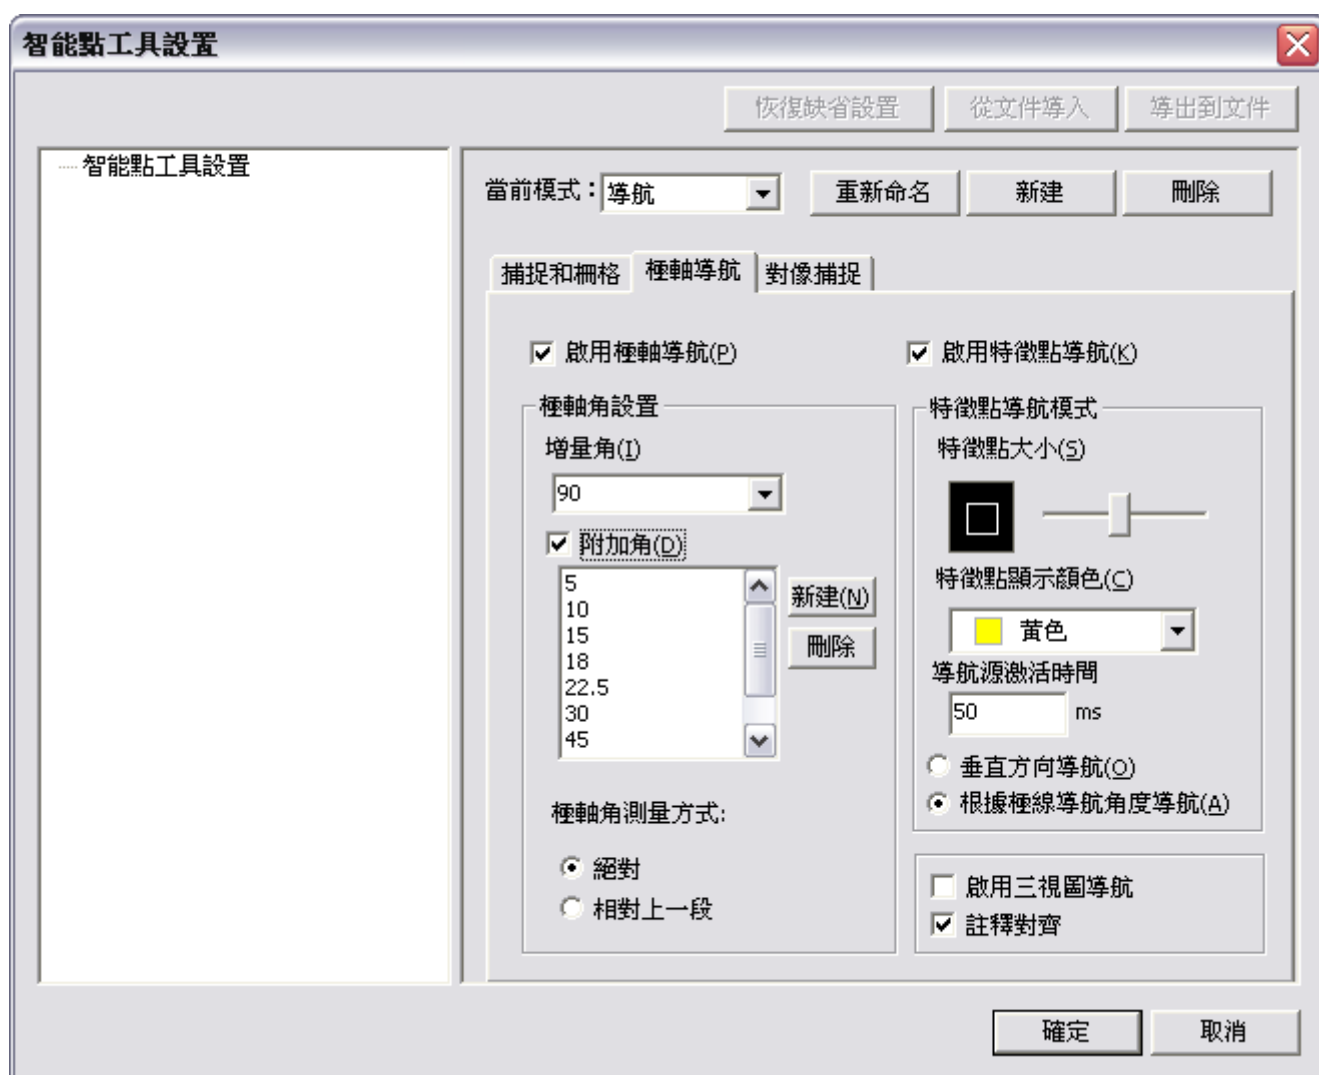 智能點工具設置
恢復缺省設置 從文件導入 導出到文件
智能點工具設置
當前模式：導航 重新命名 新建 刪除
捕捉和柵格 極軸導航 對像捕捉
啟用極軸導航(P) 啟用特徵點導航(K)
極軸角設置
增量角(I)
90
附加角(D)
5
10
15
18
22.5
30
45
新建(N)
刪除
極軸角測量方式:
絕對
相對上一段
特徵點導航模式
特徵點大小(S)
特徵點顯示顏色(C)
黃色
導航源激活時間
50 ms
垂直方向導航(O)
根據極線導航角度導航(A)
啟用三視圖導航
註釋對齊
確定 取消